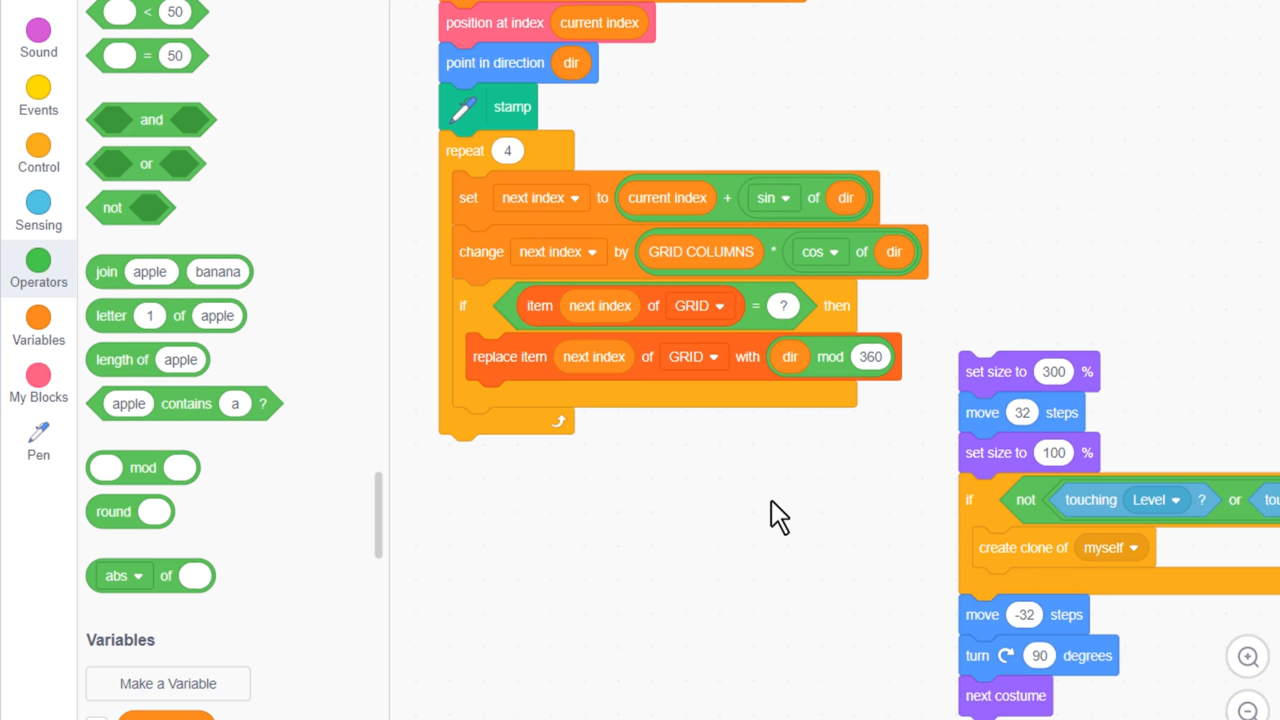 Sound
Events
Control
Sensing
Operators
Variables
My Blocks
Pen
< 50
= 50
and
or
not
join apple banana
letter 1 of apple
length of apple
apple contains a ?
mod
round
abs of
Variables
Make a Variable
position at index current index
point in direction dir
stamp
repeat 4
set next index to current index + sin of dir
change next index by GRID COLUMNS * cos of dir
if item next index of GRID = ? then
replace item next index of GRID with dir mod 360
set size to 300 %
move 32 steps
set size to 100 %
if not touching Level ? or
create clone of myself
move -32 steps
turn 90 degrees
next costume